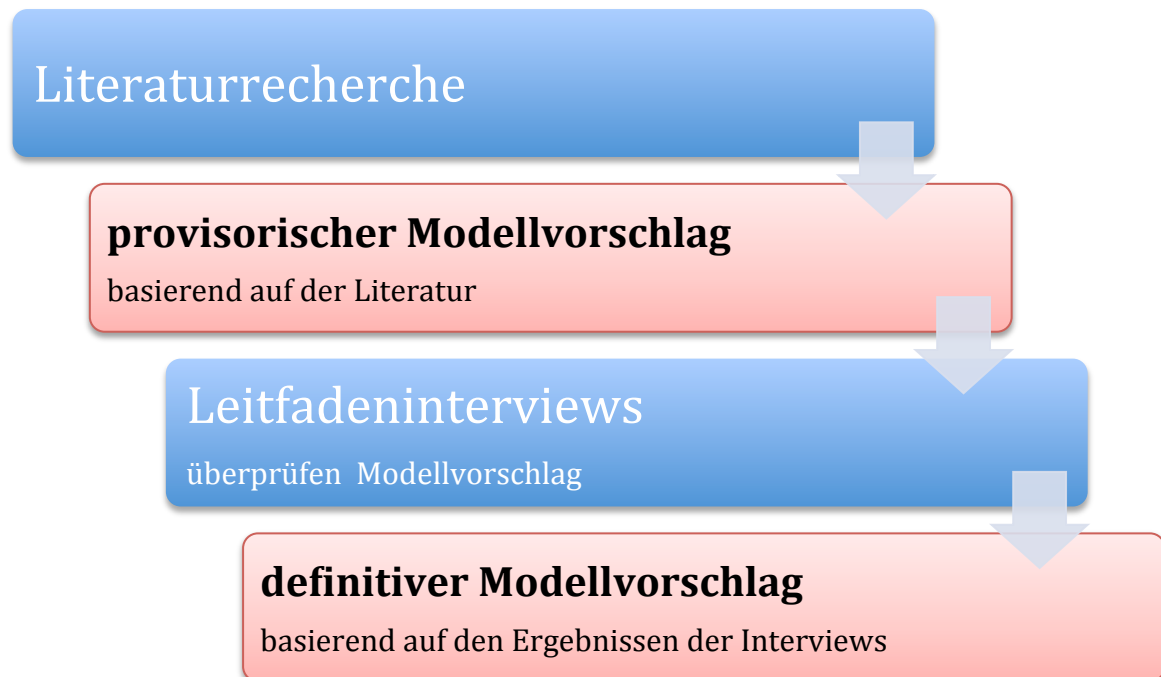 Literaturrecherche
provisorischer Modellvorschlag
basierend auf der Literatur
Leitfadeninterviews
überprüfen  Modellvorschlag
definitiver Modellvorschlag
basierend auf den Ergebnissen der Interviews